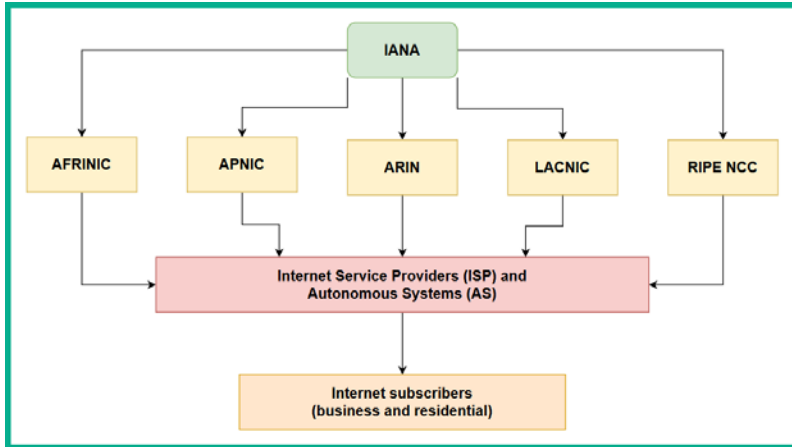 IANA
AFRINIC
APNIC
ARIN
LACNIC
RIPE NCC
Internet Service Providers (ISP) and
Autonomous Systems (AS)
Internet subscribers
(business and residential)